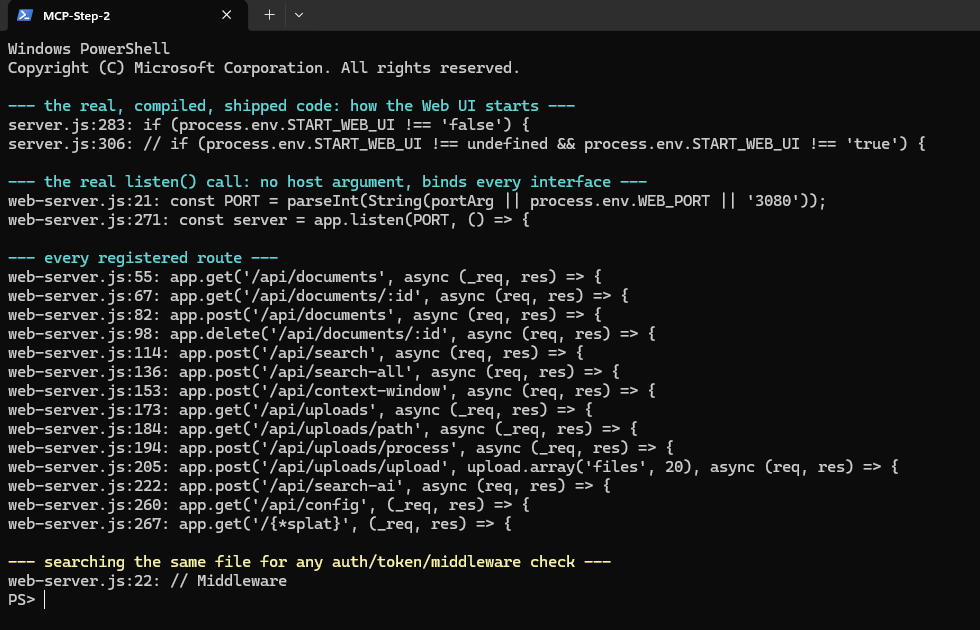 MCP-Step-2
Windows PowerShell
Copyright (C) Microsoft Corporation. All rights reserved.
--- the real, compiled, shipped code: how the Web UI starts ---
server.js:283: if (process.env.START_WEB_UI !== 'false') {
server.js:306: // if (process.env.START_WEB_UI !== undefined && process.env.START_WEB_UI !== 'true') {
--- the real listen() call: no host argument, binds every interface ---
web-server.js:21: const PORT = parseInt(String(portArg || process.env.WEB_PORT || '3080'));
web-server.js:271: const server = app.listen(PORT, () => {
--- every registered route ---
web-server.js:55: app.get('/api/documents', async (_req, res) => {
web-server.js:67: app.get('/api/documents/:id', async (req, res) => {
web-server.js:82: app.post('/api/documents', async (req, res) => {
web-server.js:98: app.delete('/api/documents/:id', async (req, res) => {
web-server.js:114: app.post('/api/search', async (req, res) => {
web-server.js:136: app.post('/api/search-all', async (req, res) => {
web-server.js:153: app.post('/api/context-window', async (req, res) => {
web-server.js:173: app.get('/api/uploads', async (_req, res) => {
web-server.js:184: app.get('/api/uploads/path', async (_req, res) => {
web-server.js:194: app.post('/api/uploads/process', async (_req, res) => {
web-server.js:205: app.post('/api/uploads/upload', upload.array('files', 20), async (req, res) => {
web-server.js:222: app.post('/api/search-ai', async (req, res) => {
web-server.js:260: app.get('/api/config', (_req, res) => {
web-server.js:267: app.get('/{*splat}', (_req, res) => {
--- searching the same file for any auth/token/middleware check ---
web-server.js:22: // Middleware
PS>